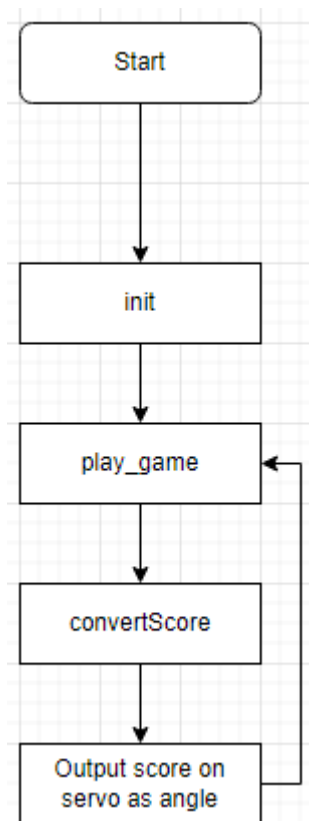 Start
init
play_game
convertScore
Output score on
servo as angle